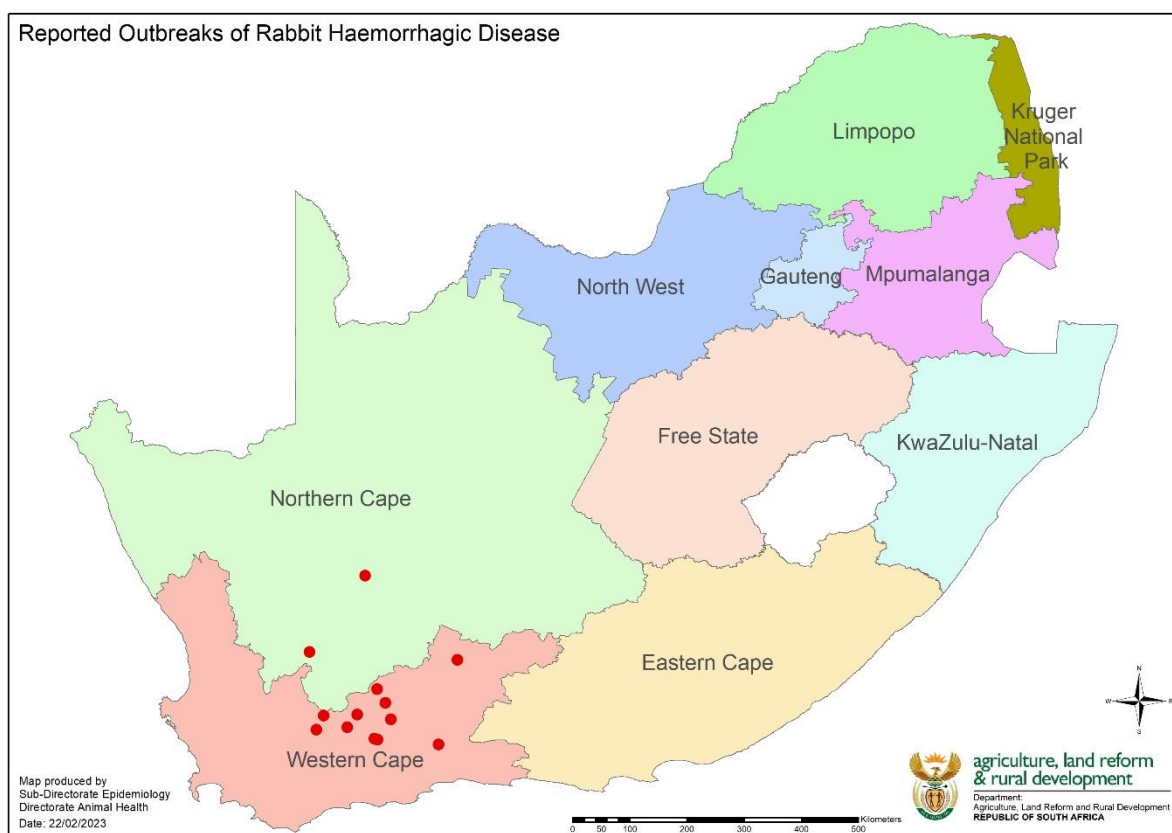 Reported Outbreaks of Rabbit Haemorrhagic Disease
Limpopo
Kruger
National
Park
North West
Gauteng
Mpumalanga
Free State
KwaZulu-Natal
Northern Cape
Eastern Cape
Western Cape
N
W
E
S
Map produced by
Sub-Directorate Epidemiology
Directorate Animal Health
Date: 22/02/2023
Kilometers
0 50 100 200 300 400 500
agriculture, land reform
& rural development
Department:
Agriculture, Land Reform and Rural Development
REPUBLIC OF SOUTH AFRICA